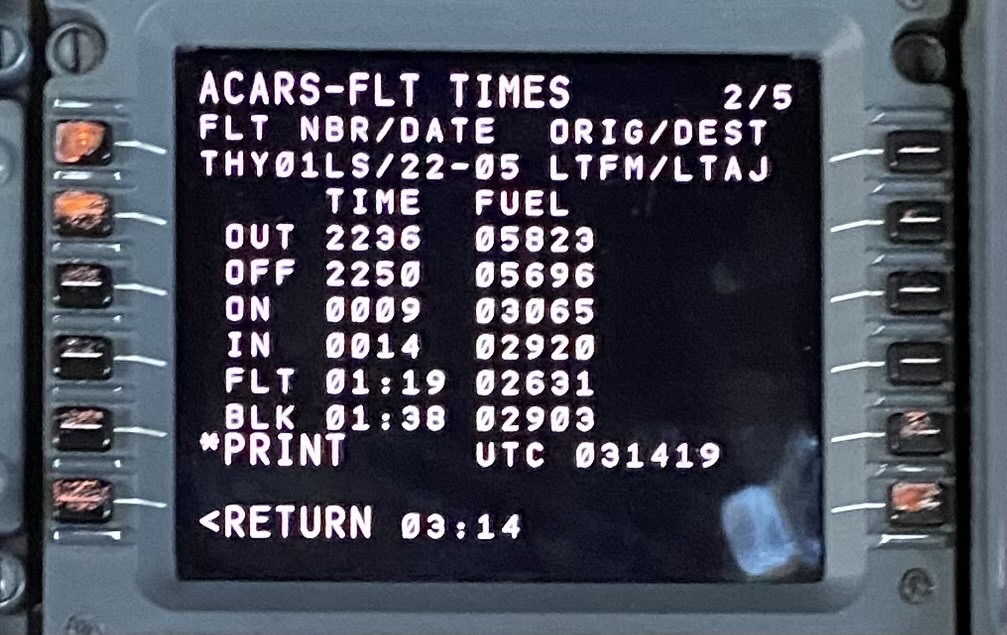 ACARS-FLT TIMES 2/5
FLT NBR/DATE ORIG/DEST
THY01LS/22-05 LTFM/LTAJ
TIME FUEL
OUT 2236 05823
OFF 2250 05696
ON 0009 03065
IN 0014 02920
FLT 01:19 02631
BLK 01:38 02903
*PRINT UTC 031419
<RETURN 03:14